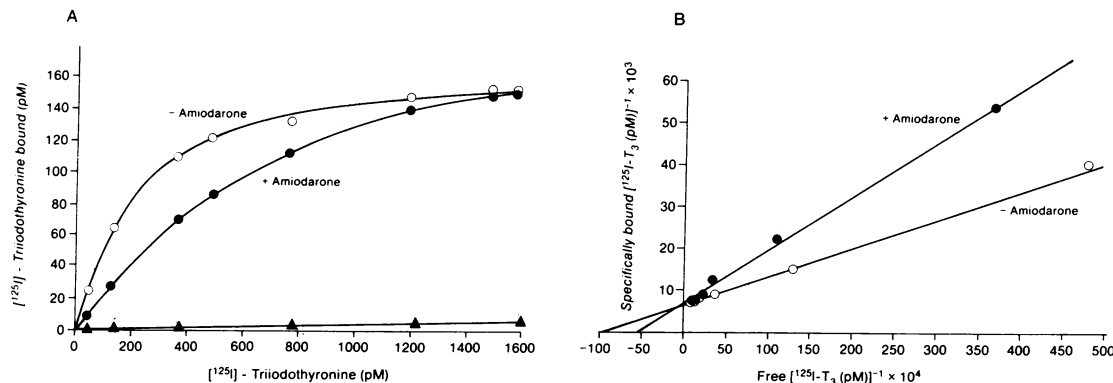 A
[¹²⁵I] - Triiodothyronine bound (pM)
160
140
120
100
80
60
40
20
0
− Amiodarone
+ Amiodarone
0 200 400 600 800 1000 1200 1400 1600
[¹²⁵I] - Triiodothyronine (pM)
B
Specifically bound [¹²⁵I-T₃ (pM)]⁻¹ × 10³
60
50
40
30
20
10
+ Amiodarone
− Amiodarone
−100 −50 0 50 100 150 200 250 300 350 400 450 500
Free [¹²⁵I-T₃ (pM)]⁻¹ × 10⁴